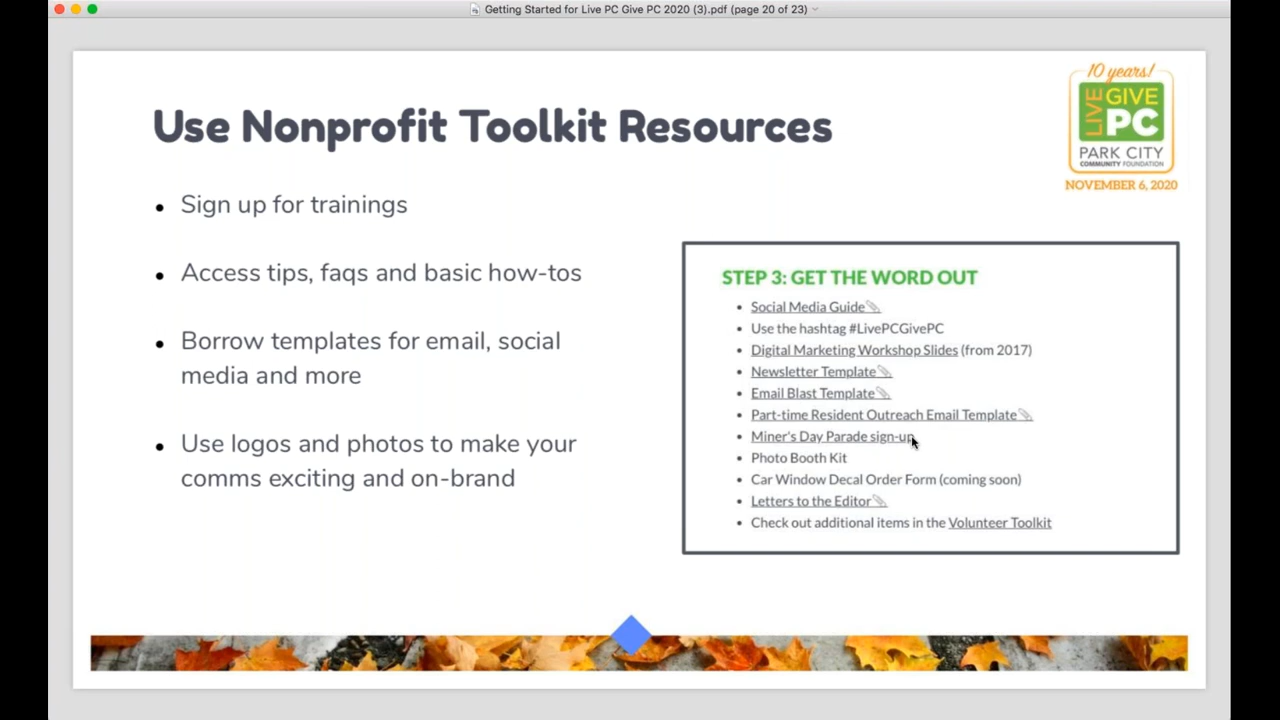 Getting Started for Live PC Give PC 2020 (3).pdf (page 20 of 23)
10 years!
LIVE
GIVE
PC
PARK CITY
COMMUNITY FOUNDATION
NOVEMBER 6, 2020
Use Nonprofit Toolkit Resources
• Sign up for trainings
• Access tips, faqs and basic how-tos
• Borrow templates for email, social
media and more
• Use logos and photos to make your
comms exciting and on-brand
STEP 3: GET THE WORD OUT
• Social Media Guide
• Use the hashtag #LivePCGivePC
• Digital Marketing Workshop Slides (from 2017)
• Newsletter Template
• Email Blast Template
• Part-time Resident Outreach Email Template
• Miner's Day Parade sign-up
• Photo Booth Kit
• Car Window Decal Order Form (coming soon)
• Letters to the Editor
• Check out additional items in the Volunteer Toolkit